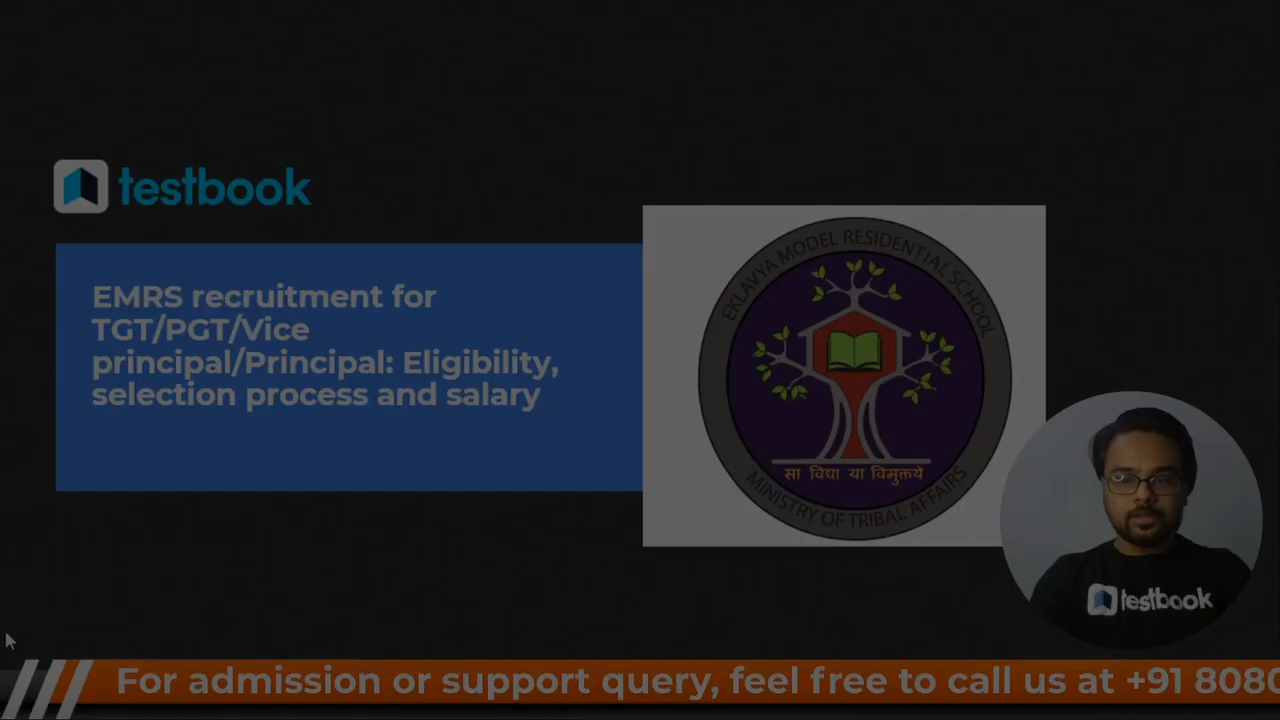 testbook
EMRS recruitment for
TGT/PGT/Vice
principal/Principal: Eligibility,
selection process and salary
EKLAVYA MODEL RESIDENTIAL SCHOOL
सा विद्या या विमुक्तये
MINISTRY OF TRIBAL AFFAIRS
testbook
For admission or support query, feel free to call us at +91 8080